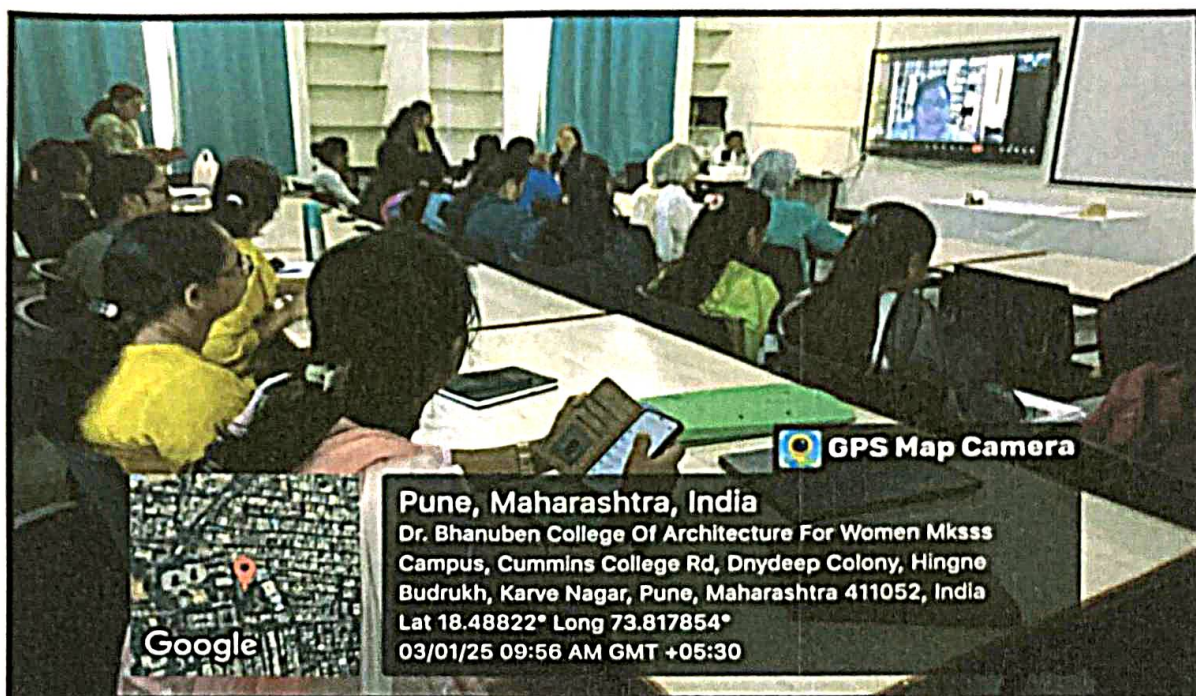 GPS Map Camera
Pune, Maharashtra, India
Dr. Bhanuben College Of Architecture For Women Mksss
Campus, Cummins College Rd, Dnydeep Colony, Hingne
Budrukh, Karve Nagar, Pune, Maharashtra 411052, India
Lat 18.48822° Long 73.817854°
03/01/25 09:56 AM GMT +05:30
Google